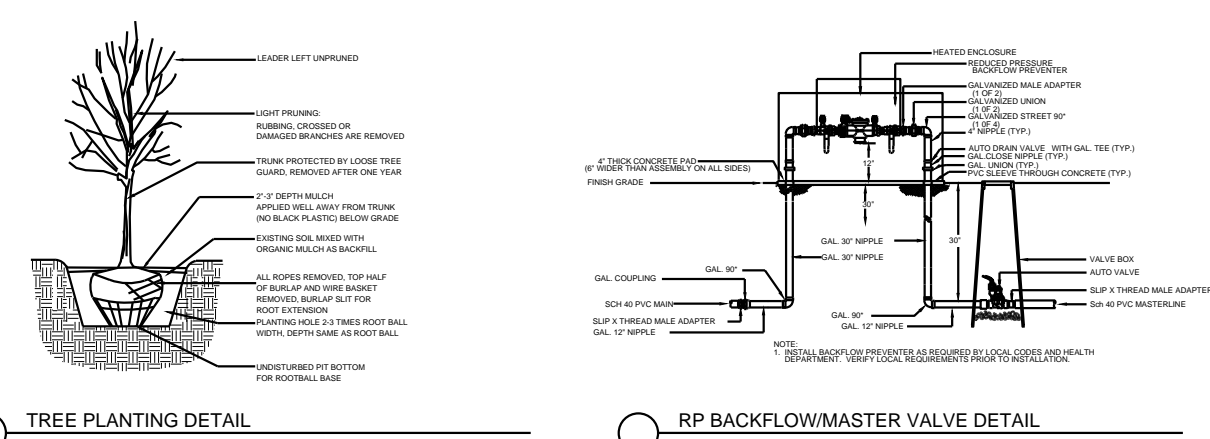 LEADER LEFT UNPRUNED
LIGHT PRUNING:
RUBBING, CROSSED OR
DAMAGED BRANCHES ARE REMOVED
TRUNK PROTECTED BY LOOSE TREE
GUARD, REMOVED AFTER ONE YEAR
2"-3" DEPTH MULCH
APPLIED WELL AWAY FROM TRUNK
(NO BLACK PLASTIC) BELOW GRADE
EXISTING SOIL MIXED WITH
ORGANIC MULCH AS BACKFILL
ALL ROPES REMOVED, TOP HALF
OF BURLAP AND WIRE BASKET
REMOVED, BURLAP SLIT FOR
ROOT EXTENSION
PLANTING HOLE 2-3 TIMES ROOT BALL
WIDTH, DEPTH SAME AS ROOT BALL
UNDISTURBED PIT BOTTOM
FOR ROOTBALL BASE
TREE PLANTING DETAIL
HEATED ENCLOSURE
REDUCED PRESSURE
BACKFLOW PREVENTER
GALVANIZED MALE ADAPTER
(1 OF 2)
GALVANIZED UNION
(1 OF 2)
GALVANIZED STREET 90°
(1 OF 4)
4" NIPPLE (TYP.)
AUTO DRAIN VALVE WITH GAL. TEE (TYP.)
GAL.CLOSE NIPPLE (TYP.)
GAL. UNION (TYP.)
PVC SLEEVE THROUGH CONCRETE (TYP.)
4" THICK CONCRETE PAD
(6" WIDER THAN ASSEMBLY ON ALL SIDES)
FINISH GRADE
12"
30"
30"
GAL. 30" NIPPLE
GAL. 30" NIPPLE
GAL. 90°
GAL. COUPLING
SCH 40 PVC MAIN
SLIP X THREAD MALE ADAPTER
GAL. 12" NIPPLE
GAL. 90°
GAL. 12" NIPPLE
VALVE BOX
AUTO VALVE
SLIP X THREAD MALE ADAPTER
Sch 40 PVC MASTERLINE
NOTE:
1. INSTALL BACKFLOW PREVENTER AS REQUIRED BY LOCAL CODES AND HEALTH
DEPARTMENT. VERIFY LOCAL REQUIREMENTS PRIOR TO INSTALLATION.
RP BACKFLOW/MASTER VALVE DETAIL